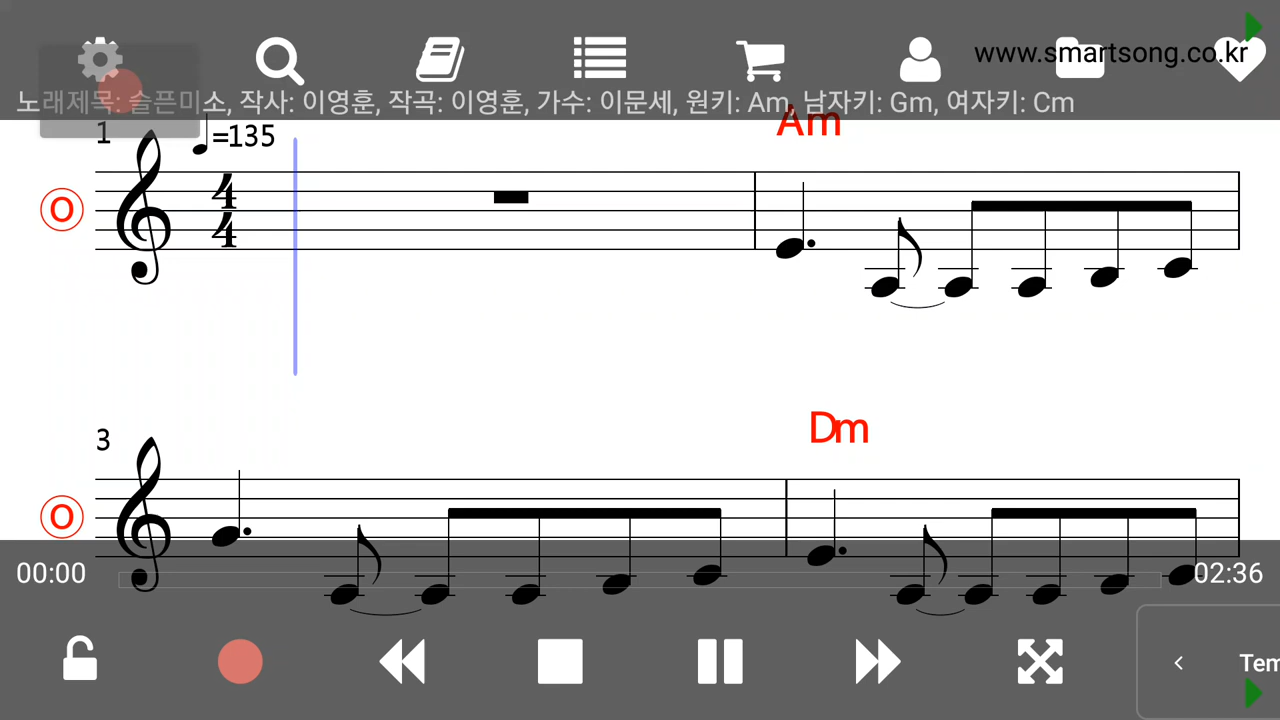 www.smartsong.co.kr
노래제목: 슬픈미소, 작사: 이영훈, 작곡: 이영훈, 가수: 이문세, 원키: Am, 남자키: Gm, 여자키: Cm
1 =135 Am
4
4
O
3 Dm
O
00:00 02:36
Tem